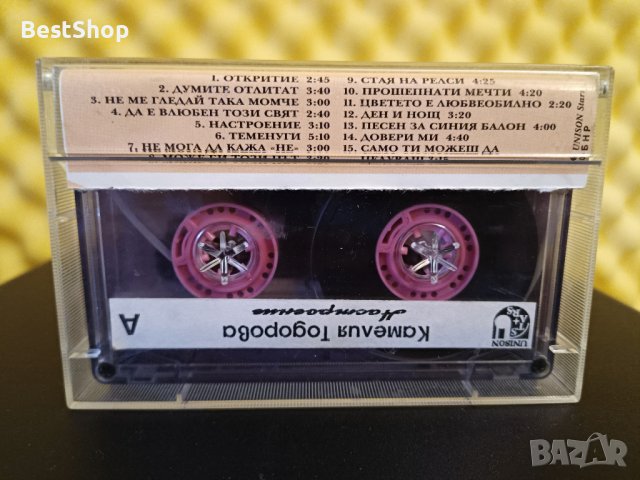 BestShop
1. ОТКРИТИЕ 2:45
2. ДУМИТЕ ОТЛИТАТ 3:40
3. НЕ МЕ ГЛЕДАЙ ТАКА МОМЧЕ 3:00
4. ДА Е ВЛЮБЕН ТОЗИ СВЯТ 2:40
5. НАСТРОЕНИЕ 3:10
6. ТЕМЕНУГИ 5:10
7. НЕ МОГА ДА КАЖА «НЕ» 3:00
9. СТАЯ НА РЕЛСИ 4:25
10. ПРОШЕПНАТИ МЕЧТИ 4:20
11. ЦВЕТЕТО Е ЛЮБВЕОБИЛНО 2:20
12. ДЕН И НОЩ 3:20
13. ПЕСЕН ЗА СИНИЯ БАЛОН 4:00
14. ДОВЕРИ МИ 4:40
15. САМО ТИ МОЖЕШ ДА
UNISON Stars
БНР
A
Камелия Тодорова
Настроение
UNISON
STARS
BAZAR